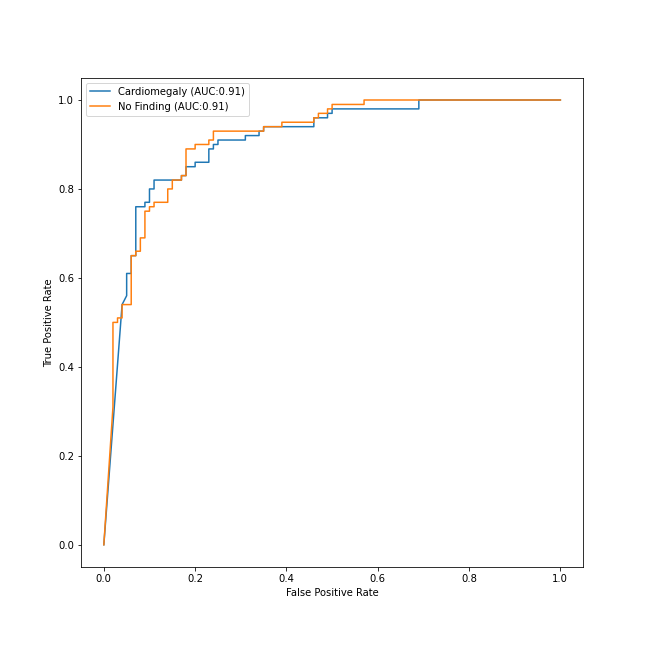 Cardiomegaly (AUC:0.91)
No Finding (AUC:0.91)
1.0
0.8
0.6
0.4
0.2
0.0
True Positive Rate
0.0 0.2 0.4 0.6 0.8 1.0
False Positive Rate